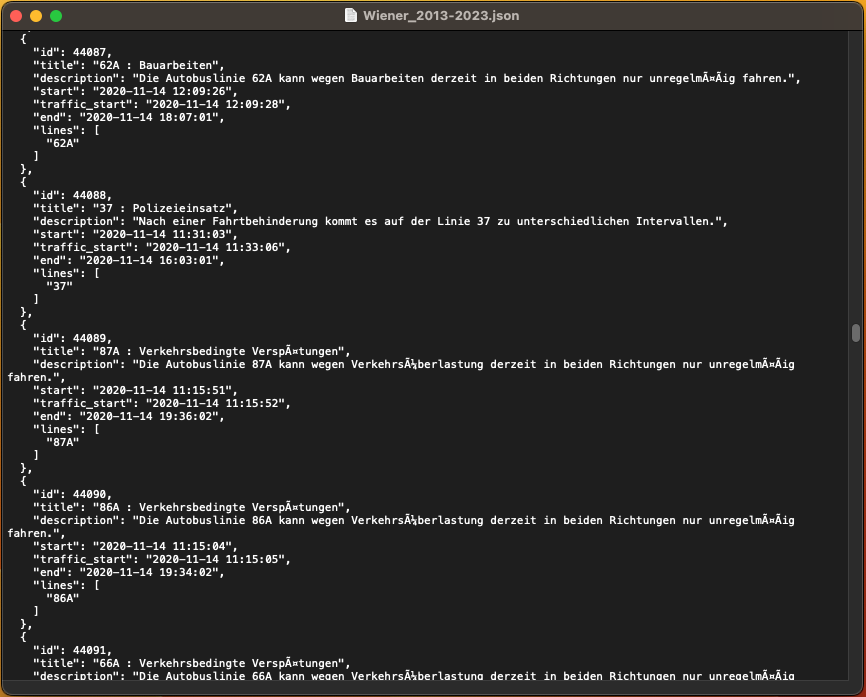 Wiener_2013-2023.json
{
"id": 44087,
"title": "62A : Bauarbeiten",
"description": "Die Autobuslinie 62A kann wegen Bauarbeiten derzeit in beiden Richtungen nur unregelmÃ¤Ãig fahren.",
"start": "2020-11-14 12:09:26",
"traffic_start": "2020-11-14 12:09:28",
"end": "2020-11-14 18:07:01",
"lines": [
"62A"
]
},
{
"id": 44088,
"title": "37 : Polizeieinsatz",
"description": "Nach einer Fahrtbehinderung kommt es auf der Linie 37 zu unterschiedlichen Intervallen.",
"start": "2020-11-14 11:31:03",
"traffic_start": "2020-11-14 11:33:06",
"end": "2020-11-14 16:03:01",
"lines": [
"37"
]
},
{
"id": 44089,
"title": "87A : Verkehrsbedingte VerspÃ¤tungen",
"description": "Die Autobuslinie 87A kann wegen VerkehrsÃ¼berlastung derzeit in beiden Richtungen nur unregelmÃ¤Ãig
fahren.",
"start": "2020-11-14 11:15:51",
"traffic_start": "2020-11-14 11:15:52",
"end": "2020-11-14 19:36:02",
"lines": [
"87A"
]
},
{
"id": 44090,
"title": "86A : Verkehrsbedingte VerspÃ¤tungen",
"description": "Die Autobuslinie 86A kann wegen VerkehrsÃ¼berlastung derzeit in beiden Richtungen nur unregelmÃ¤Ãig
fahren.",
"start": "2020-11-14 11:15:04",
"traffic_start": "2020-11-14 11:15:05",
"end": "2020-11-14 19:34:02",
"lines": [
"86A"
]
},
{
"id": 44091,
"title": "66A : Verkehrsbedingte VerspÃ¤tungen",
"description": "Die Autobuslinie 66A kann wegen VerkehrsÃ¼berlastung derzeit in beiden Richtungen nur unregelmÃ¤Ãig